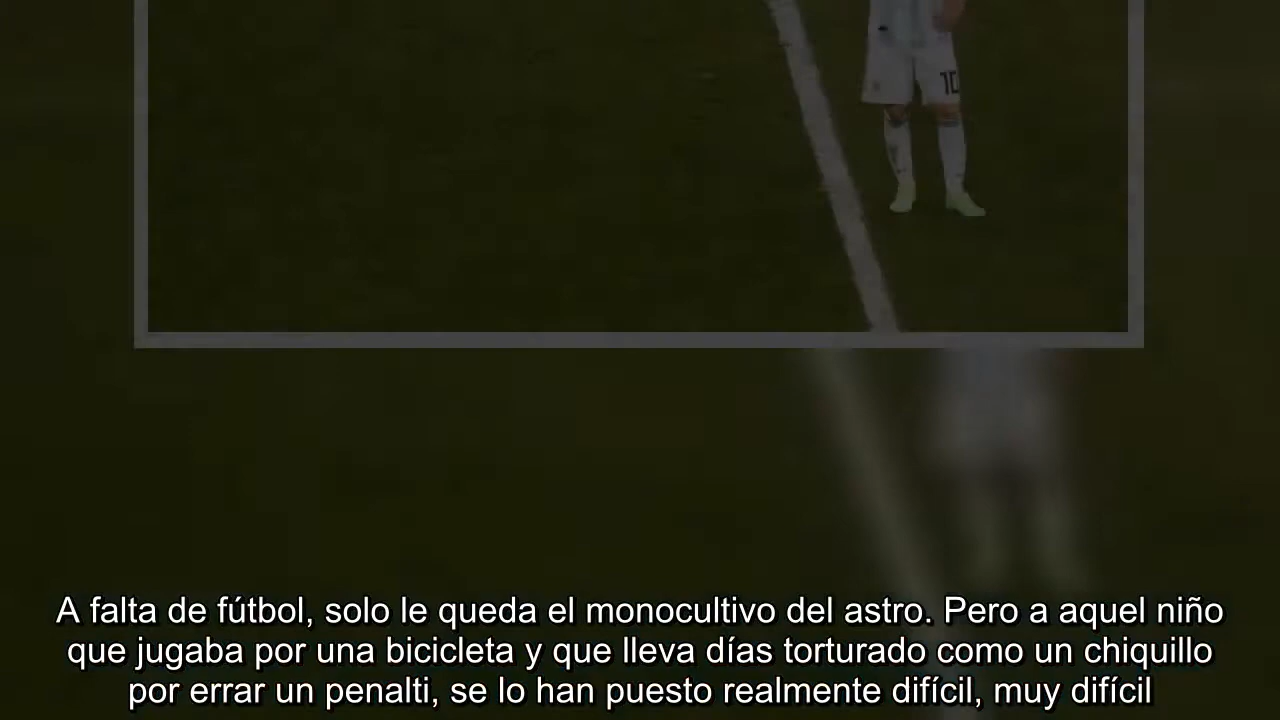 10
A falta de fútbol, solo le queda el monocultivo del astro. Pero a aquel niño
que jugaba por una bicicleta y que lleva días torturado como un chiquillo
por errar un penalti, se lo han puesto realmente difícil, muy difícil